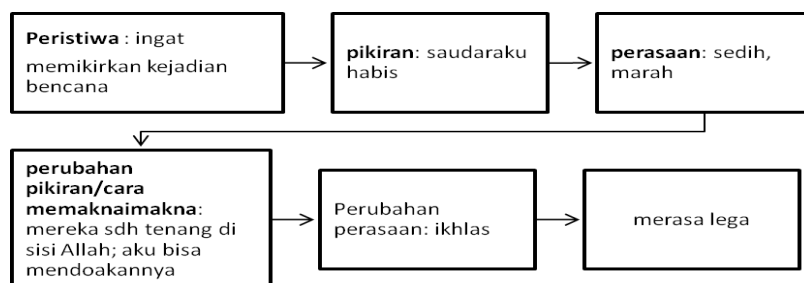 Peristiwa : ingat
memikirkan kejadian
bencana
pikiran: saudaraku
habis
perasaan: sedih,
marah
perubahan
pikiran/cara
memaknaimakna:
mereka sdh tenang di
sisi Allah; aku bisa
mendoakannya
Perubahan
perasaan: ikhlas
merasa lega